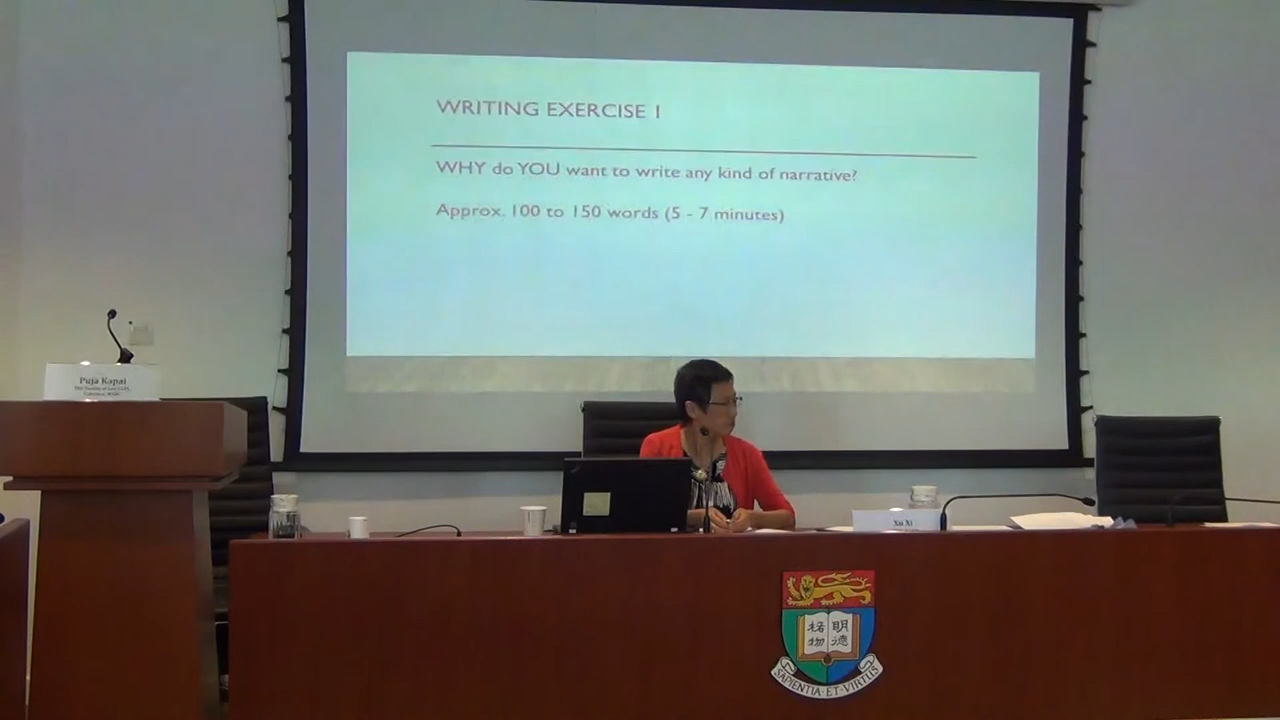 WRITING EXERCISE 1
WHY do YOU want to write any kind of narrative?
Approx. 100 to 150 words (5 - 7 minutes)
Puja Kapai
Xu Xi
明德
格物
SAPIENTIA·ET·VIRTUS